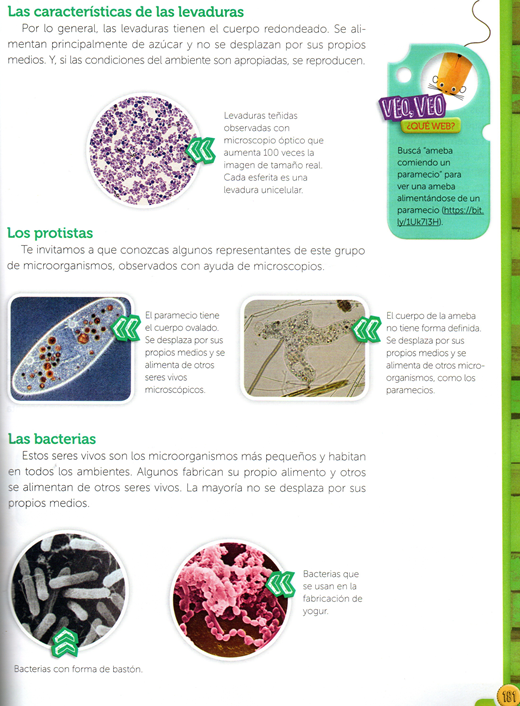 Las características de las levaduras
Por lo general, las levaduras tienen el cuerpo redondeado. Se ali-
mentan principalmente de azúcar y no se desplazan por sus propios
medios. Y, si las condiciones del ambiente son apropiadas, se reproducen.
Levaduras teñidas
observadas con
microscopio óptico que
aumenta 100 veces la
imagen de tamaño real.
Cada esferita es una
levadura unicelular.
VEO, VEO
¿QUÉ WEB?
Buscá "ameba
comiendo un
paramecio" para
ver una ameba
alimentándose de un
paramecio (https://bit.
ly/1Uk7I3H).
Los protistas
Te invitamos a que conozcas algunos representantes de este grupo
de microorganismos, observados con ayuda de microscopios.
El paramecio tiene
el cuerpo ovalado.
Se desplaza por sus
propios medios y se
alimenta de otros
seres vivos
microscópicos.
El cuerpo de la ameba
no tiene forma definida.
Se desplaza por sus
propios medios y se
alimenta de otros micro-
organismos, como los
paramecios.
Las bacterias
Estos seres vivos son los microorganismos más pequeños y habitan
en todos los ambientes. Algunos fabrican su propio alimento y otros
se alimentan de otros seres vivos. La mayoría no se desplaza por sus
propios medios.
Bacterias que
se usan en la
fabricación de
yogur.
Bacterias con forma de bastón.
181